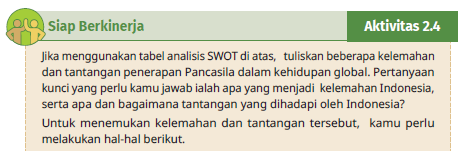 Siap Berkinerja
Aktivitas 2.4
Jika menggunakan tabel analisis SWOT di atas, tuliskan beberapa kelemahan
dan tantangan penerapan Pancasila dalam kehidupan global. Pertanyaan
kunci yang perlu kamu jawab ialah apa yang menjadi kelemahan Indonesia,
serta apa dan bagaimana tantangan yang dihadapi oleh Indonesia?
Untuk menemukan kelemahan dan tantangan tersebut, kamu perlu
melakukan hal-hal berikut.